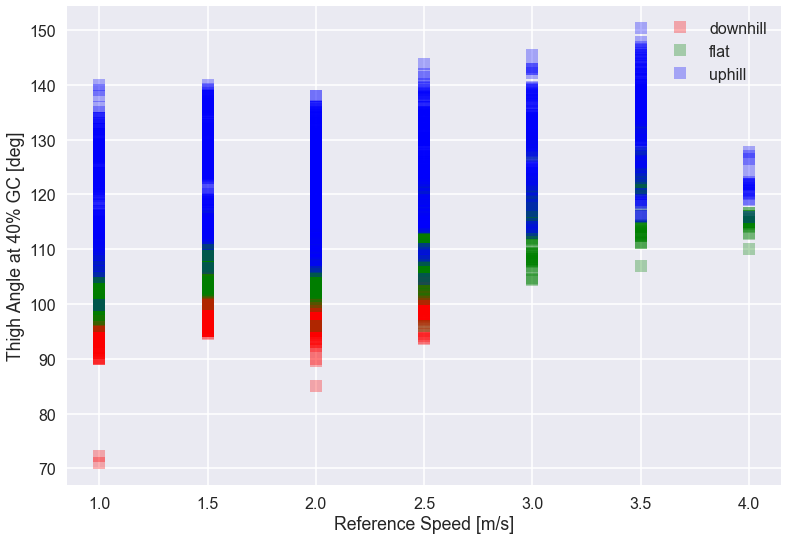 150
140
130
120
110
100
90
80
70
Thigh Angle at 40% GC [deg]
downhill
flat
uphill
1.0 1.5 2.0 2.5 3.0 3.5 4.0
Reference Speed [m/s]